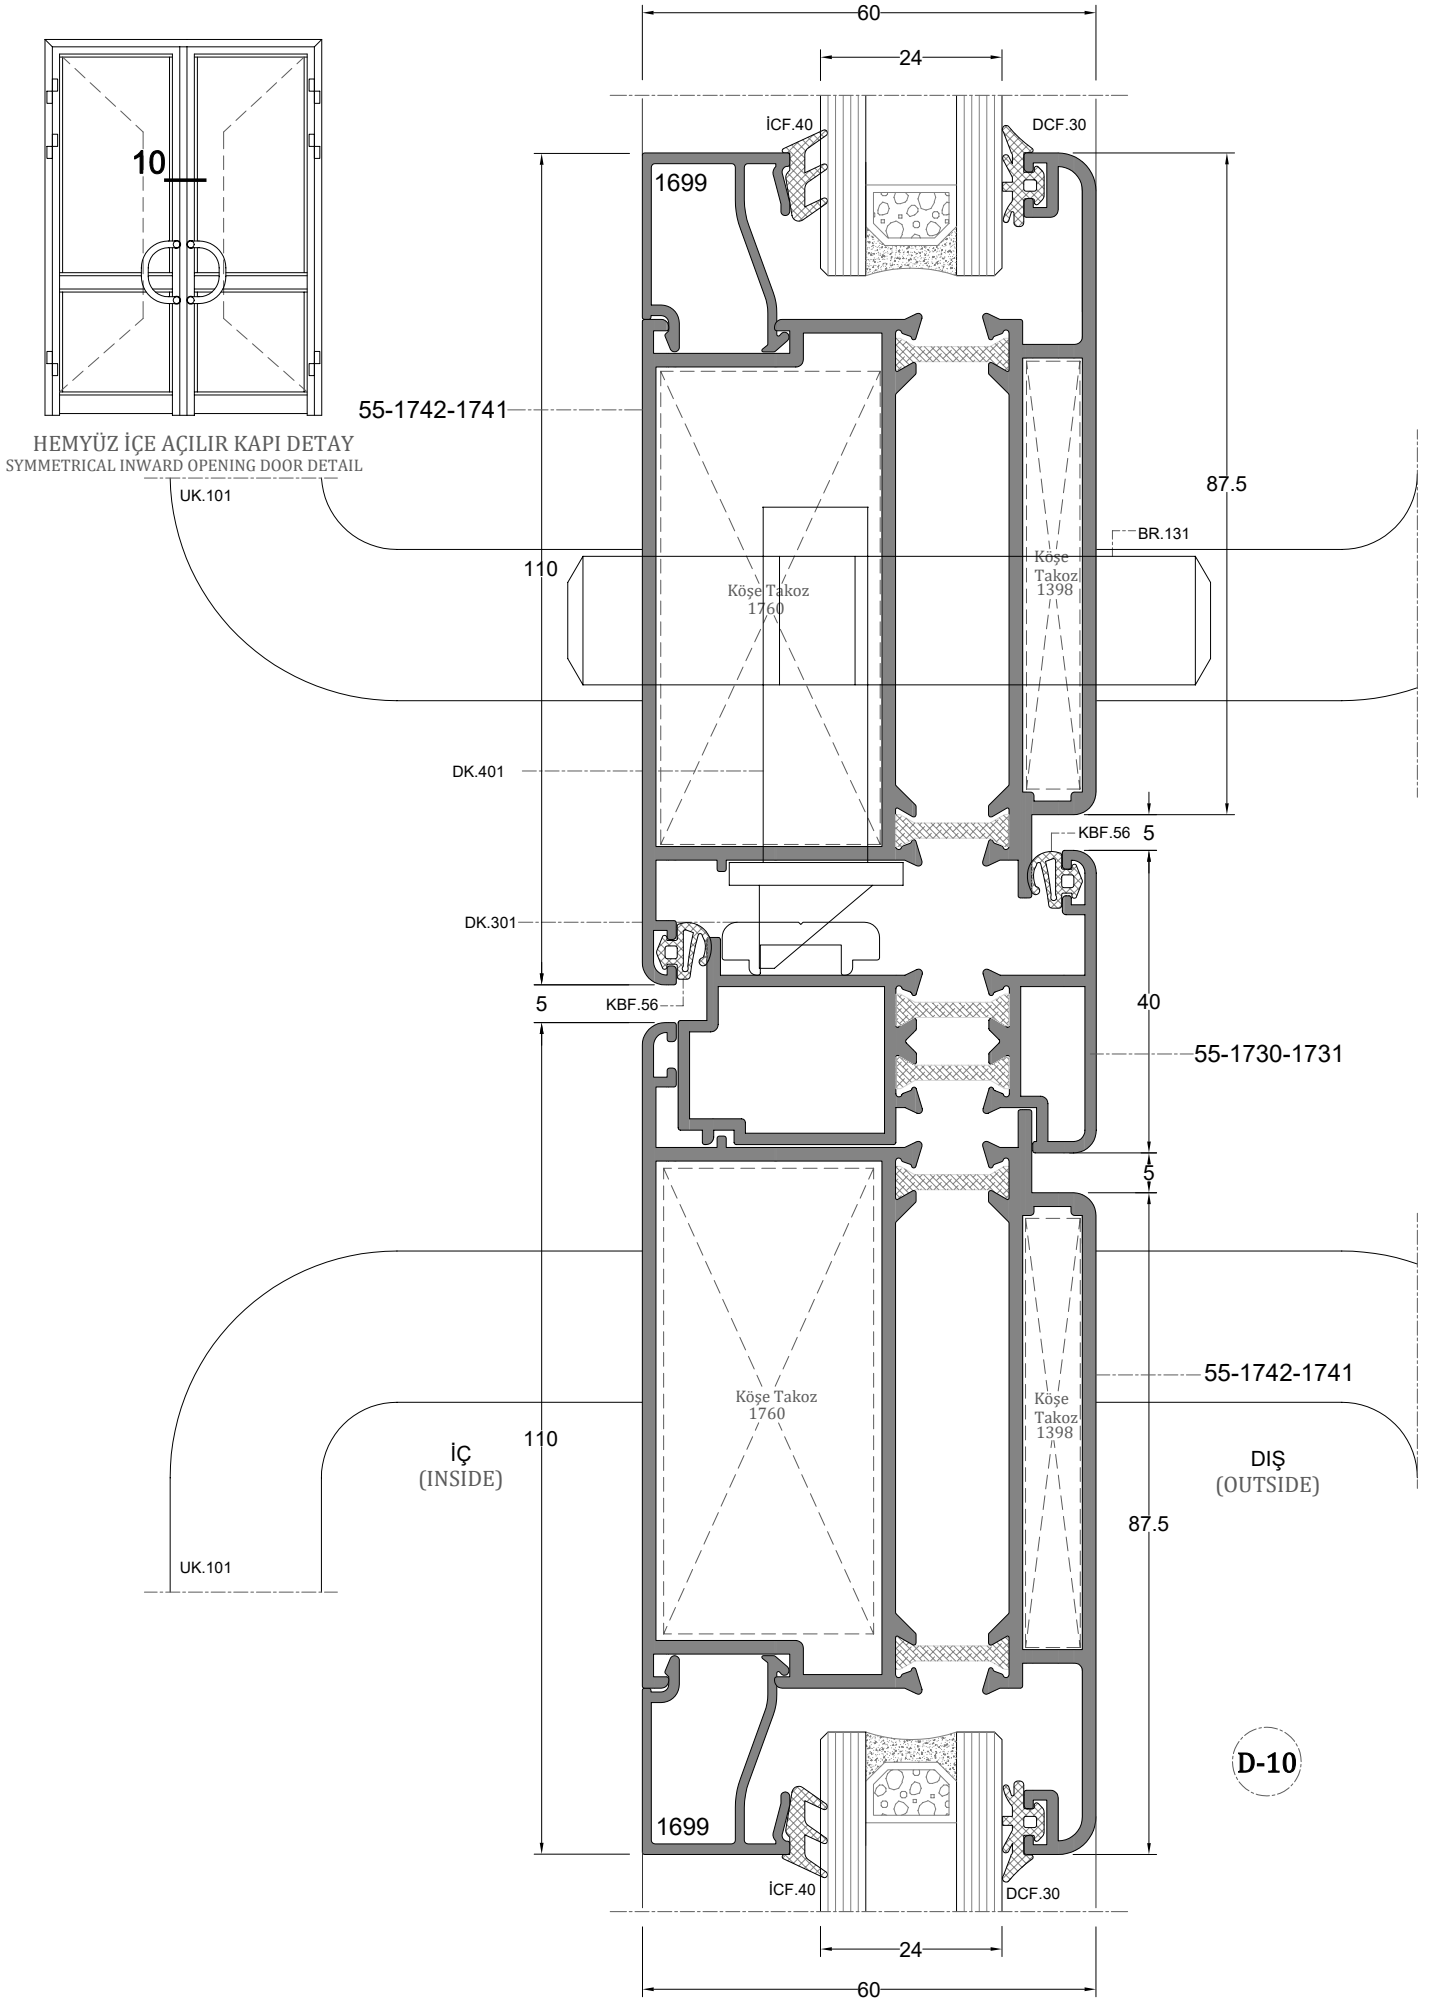 60
24
İCF.40
DCF.30
10
1699
55-1742-1741
HEMYÜZ İÇE AÇILIR KAPI DETAY
SYMMETRICAL INWARD OPENING DOOR DETAIL
UK.101
87.5
BR.131
110
Köşe Takoz
1760
Köşe
Takoz
1398
DK.401
KBF.56
5
DK.301
5
KBF.56
40
55-1730-1731
5
55-1742-1741
Köşe Takoz
1760
Köşe
Takoz
1398
110
İÇ
(INSIDE)
DIŞ
(OUTSIDE)
87.5
UK.101
D-10
1699
İCF.40
DCF.30
24
60